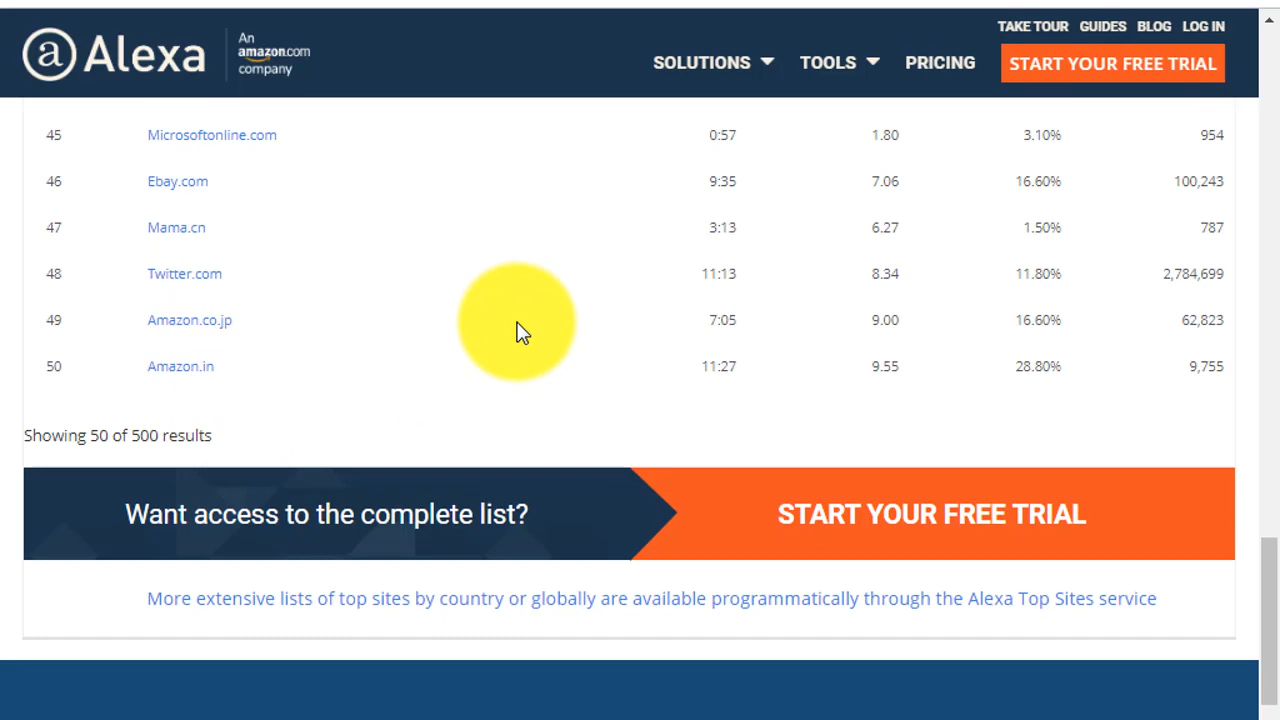 TAKE TOUR GUIDES BLOG LOG IN
a Alexa
An
amazon.com
company
SOLUTIONS TOOLS PRICING START YOUR FREE TRIAL
45 Microsoftonline.com 0:57 1.80 3.10% 954
46 Ebay.com 9:35 7.06 16.60% 100,243
47 Mama.cn 3:13 6.27 1.50% 787
48 Twitter.com 11:13 8.34 11.80% 2,784,699
49 Amazon.co.jp 7:05 9.00 16.60% 62,823
50 Amazon.in 11:27 9.55 28.80% 9,755
Showing 50 of 500 results
Want access to the complete list? START YOUR FREE TRIAL
More extensive lists of top sites by country or globally are available programmatically through the Alexa Top Sites service